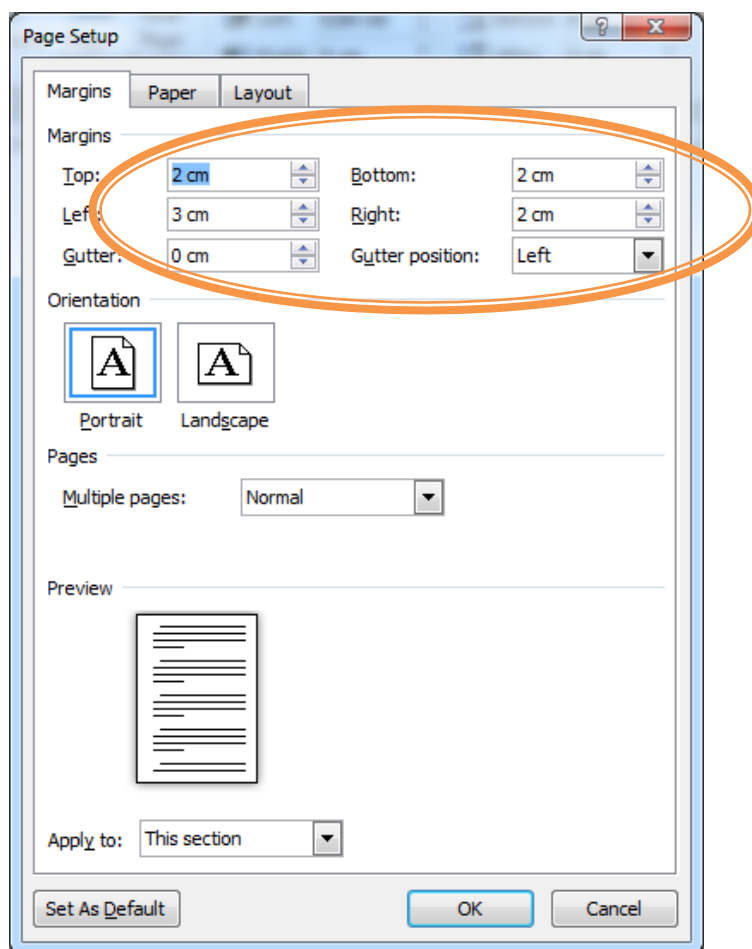 Page Setup
Margins Paper Layout
Margins
Top: 2 cm Bottom: 2 cm
Left: 3 cm Right: 2 cm
Gutter: 0 cm Gutter position: Left
Orientation
A A
Portrait Landscape
Pages
Multiple pages: Normal
Preview
Apply to: This section
Set As Default OK Cancel